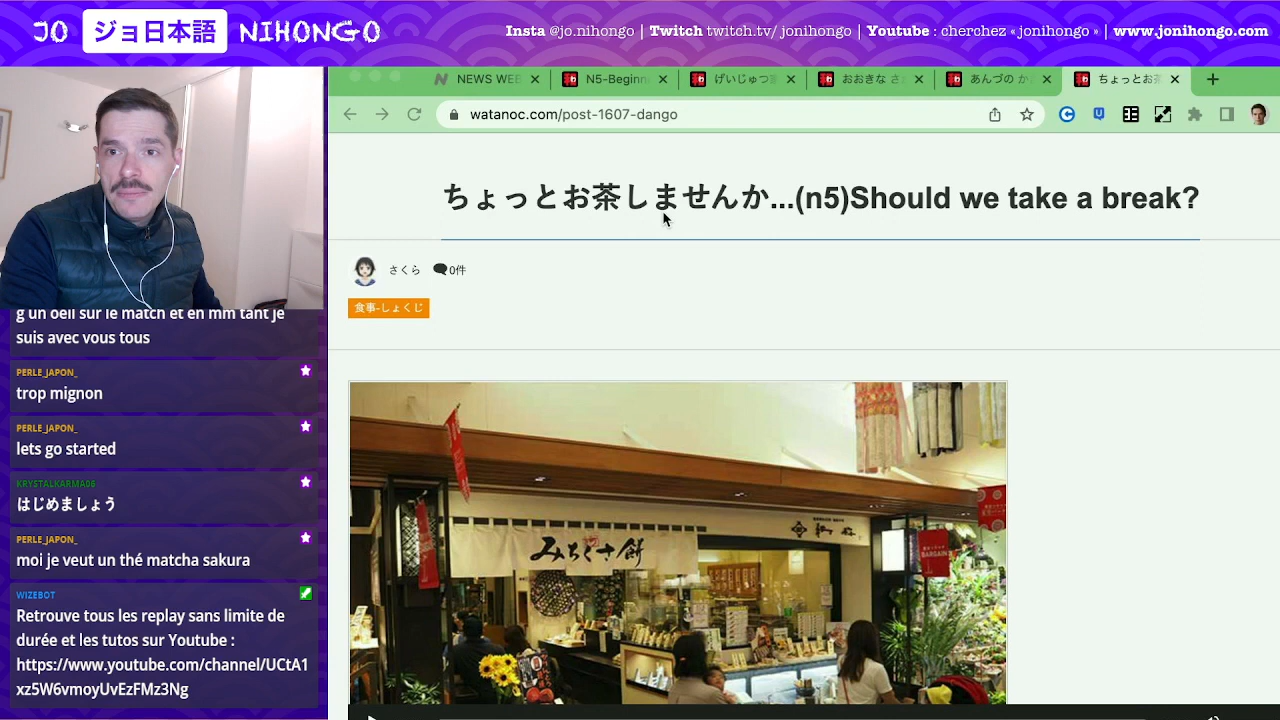 JO ジョ日本語 NIHONGO
Insta @jo.nihongo | Twitch twitch.tv/ jonihongo | Youtube : cherchez « jonihongo » | www.jonihongo.com
NEWS WEB
N5-Beginn
げいじゅつ
おおきな
あんづの か
ちょっとお茶
watanoc.com/post-1607-dango
ちょっとお茶しませんか...(n5)Should we take a break?
さくら 0件
食事-しょくじ
みちくさ餅
BARGAIN
g un oeil sur le match et en mm tant je
suis avec vous tous
PERLE_JAPON_
trop mignon
PERLE_JAPON_
lets go started
KRYSTALKARMA06
はじめましょう
PERLE_JAPON_
moi je veut un thé matcha sakura
WIZEBOT
Retrouve tous les replay sans limite de
durée et les tutos sur Youtube :
https://www.youtube.com/channel/UCtA1
xz5W6vmoyUvEzFMz3Ng